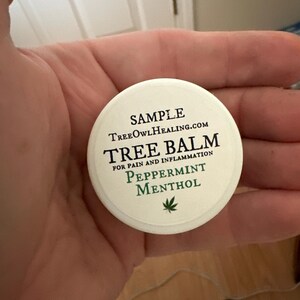 SAMPLE
TREEOWLHEALING.COM
TREE BALM
FOR PAIN AND INFLAMMATION
PEPPERMINT
MENTHOL